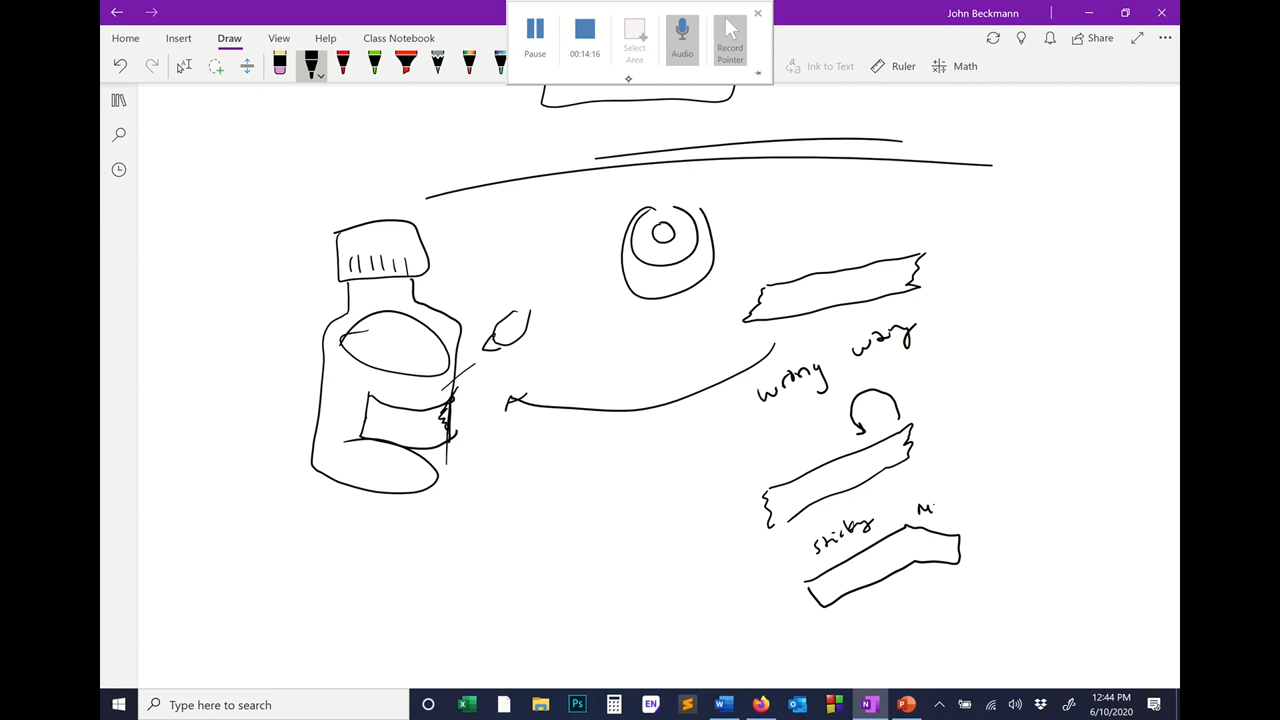 John Beckmann
Home Insert Draw View Help Class Notebook
Pause
00:14:16
Select Area
Audio
Record Pointer
Share
Ink to Text
Ruler
Math
wrong way
sticky
M
Type here to search
EN
12:44 PM
6/10/2020